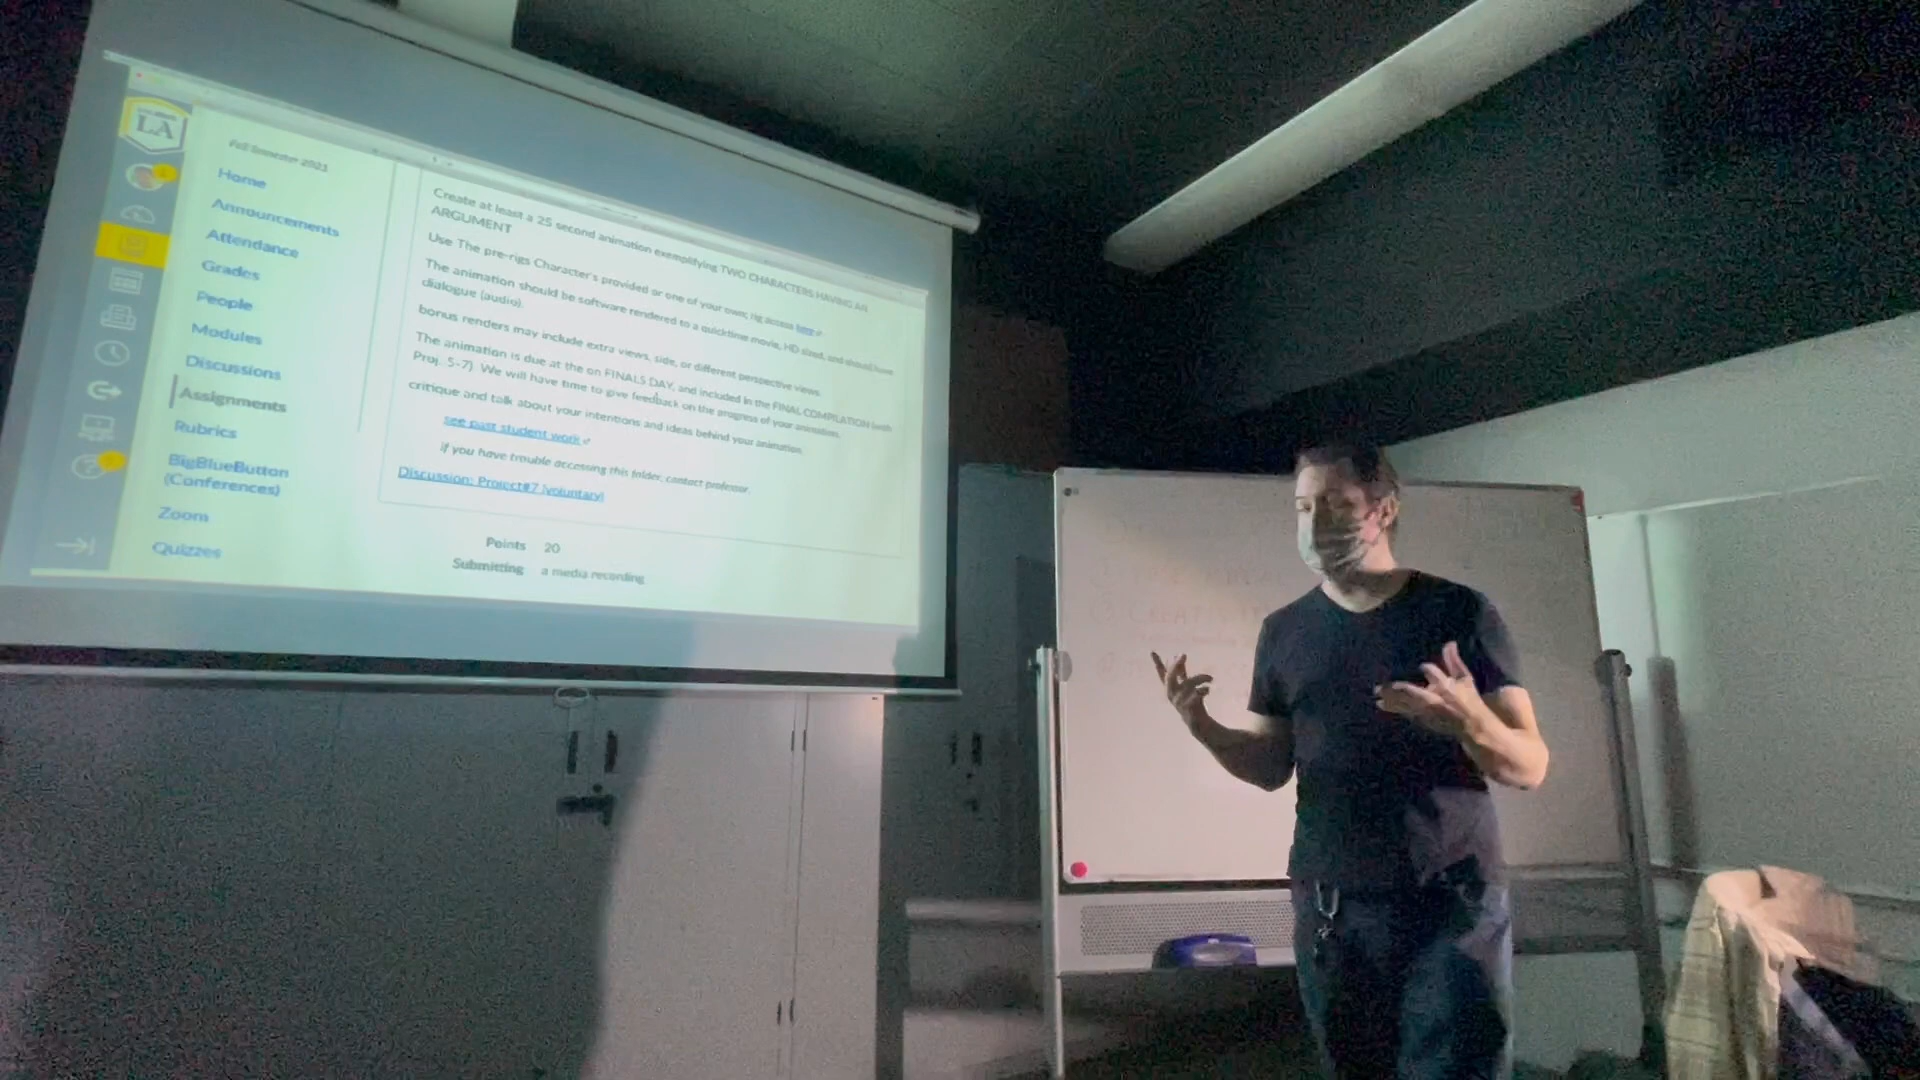 LA
Fall Semester 2021
Home
Announcements
Attendance
Grades
People
Modules
Discussions
Assignments
Rubrics
BigBlueButton
(Conferences)
Zoom
Quizzes
Create at least a 25 second animation exemplifying TWO CHARACTERS HAVING AN
ARGUMENT
Use The pre-rigs Character's provided or one of your own; rig access here
The animation should be software rendered to a quicktime movie, HD sized, and should have
dialogue (audio).
bonus renders may include extra views, side, or different perspective views.
The animation is due at the on FINALS DAY, and included in the FINAL COMPILATION (with
Proj. 5-7) We will have time to give feedback on the progress of your animation.
critique and talk about your intentions and ideas behind your animation.
see past student work
if you have trouble accessing this folder, contact professor.
Discussion: Project#7 (voluntary)
Points 20
Submitting a media recording